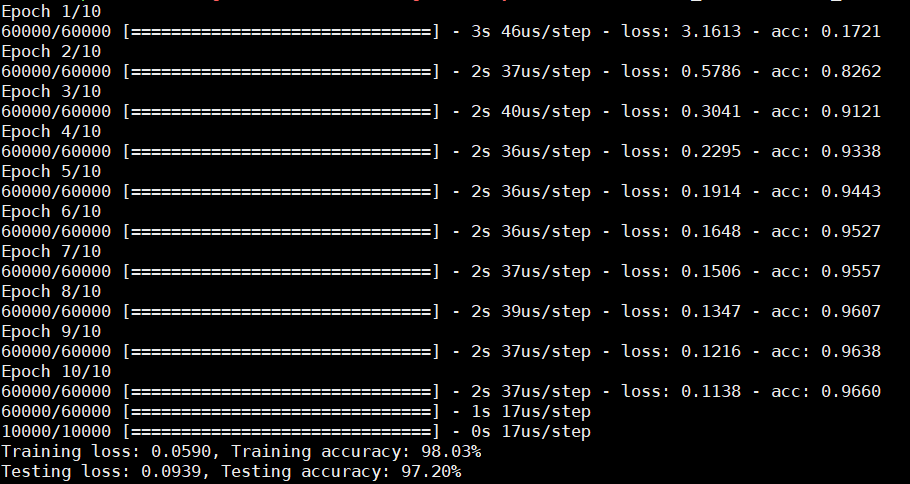 Epoch 1/10
60000/60000 [==============================] - 3s 46us/step - loss: 3.1613 - acc: 0.1721
Epoch 2/10
60000/60000 [==============================] - 2s 37us/step - loss: 0.5786 - acc: 0.8262
Epoch 3/10
60000/60000 [==============================] - 2s 40us/step - loss: 0.3041 - acc: 0.9121
Epoch 4/10
60000/60000 [==============================] - 2s 36us/step - loss: 0.2295 - acc: 0.9338
Epoch 5/10
60000/60000 [==============================] - 2s 36us/step - loss: 0.1914 - acc: 0.9443
Epoch 6/10
60000/60000 [==============================] - 2s 36us/step - loss: 0.1648 - acc: 0.9527
Epoch 7/10
60000/60000 [==============================] - 2s 37us/step - loss: 0.1506 - acc: 0.9557
Epoch 8/10
60000/60000 [==============================] - 2s 39us/step - loss: 0.1347 - acc: 0.9607
Epoch 9/10
60000/60000 [==============================] - 2s 37us/step - loss: 0.1216 - acc: 0.9638
Epoch 10/10
60000/60000 [==============================] - 2s 37us/step - loss: 0.1138 - acc: 0.9660
60000/60000 [==============================] - 1s 17us/step
10000/10000 [==============================] - 0s 17us/step
Training loss: 0.0590, Training accuracy: 98.03%
Testing loss: 0.0939, Testing accuracy: 97.20%